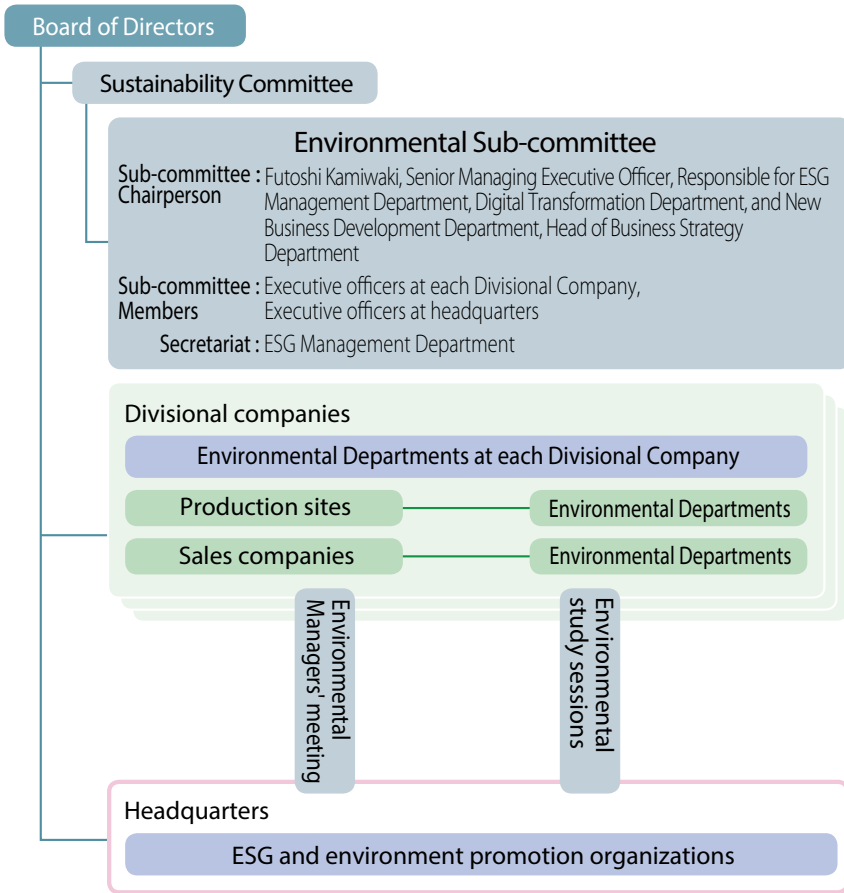 Board of Directors
Sustainability Committee
Environmental Sub-committee
Sub-committee : Futoshi Kamiwaki, Senior Managing Executive Officer, Responsible for ESG
Chairperson Management Department, Digital Transformation Department, and New
Business Development Department, Head of Business Strategy
Department
Sub-committee : Executive officers at each Divisional Company,
Members Executive officers at headquarters
Secretariat : ESG Management Department
Divisional companies
Environmental Departments at each Divisional Company
Production sites Environmental Departments
Sales companies Environmental Departments
Environmental
Managers' meeting
Environmental
study sessions
Headquarters
ESG and environment promotion organizations